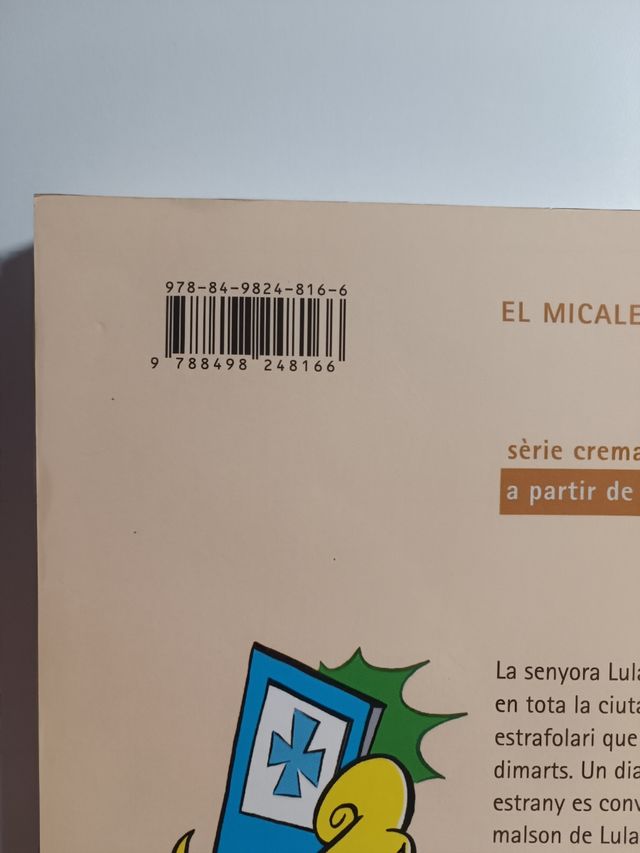 978-84-9824-816-6
9 788498 248166
EL MICALE
sèrie crema
a partir de
La senyora Lula
en tota la ciuta
estrafolari que
dimarts. Un dia
estrany es conv
malson de Lula